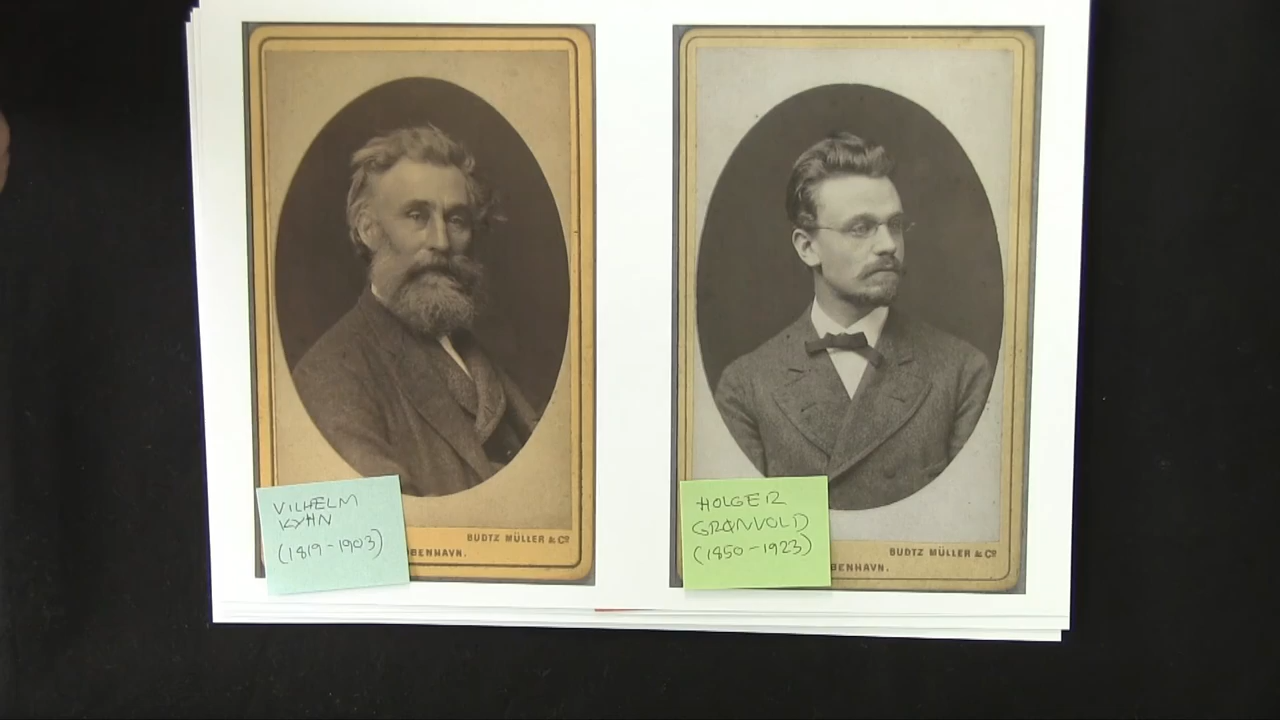 VILHELM
KYHN
(1819-1903)
BUDTZ MÜLLER & Cº
BENHAVN.
HOLGER
GRØNVOLD
(1850-1923)
BUDTZ MÜLLER & Cº
BENHAVN.